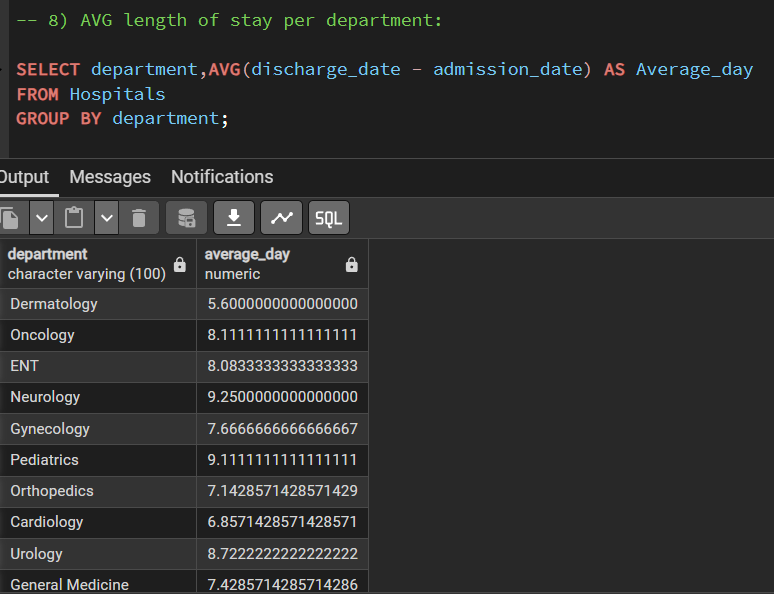 -- 8) AVG length of stay per department:
SELECT department,AVG(discharge_date - admission_date) AS Average_day
FROM Hospitals
GROUP BY department;
Output Messages Notifications
SQL
department average_day
character varying (100) numeric
Dermatology 5.6000000000000000
Oncology 8.1111111111111111
ENT 8.0833333333333333
Neurology 9.2500000000000000
Gynecology 7.6666666666666667
Pediatrics 9.1111111111111111
Orthopedics 7.1428571428571429
Cardiology 6.8571428571428571
Urology 8.7222222222222222
General Medicine 7.4285714285714286